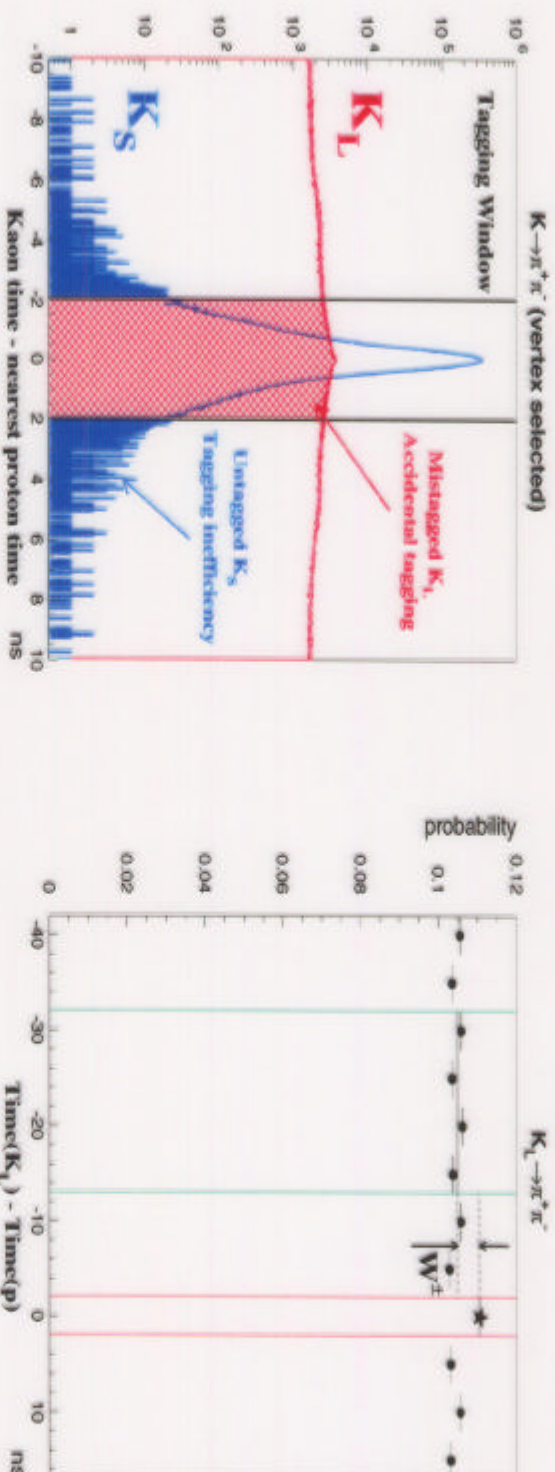 K→π⁺π⁻ (vertex selected)
10⁶
10⁵
10⁴
10³
10²
10
1
Tagging Window
K_L
K_S
Mistagged K_L
Accidental tagging
Untagged K_S
Tagging inefficiency
-10 -8 -6 -4 -2 0 2 4 6 8 10
Kaon time - nearest proton time ns
K_L→π⁺π⁻
probability
0.12
0.1
0.08
0.06
0.04
0.02
0
W±
-40 -30 -20 -10 0 10
Time(K_L) - Time(p) ns